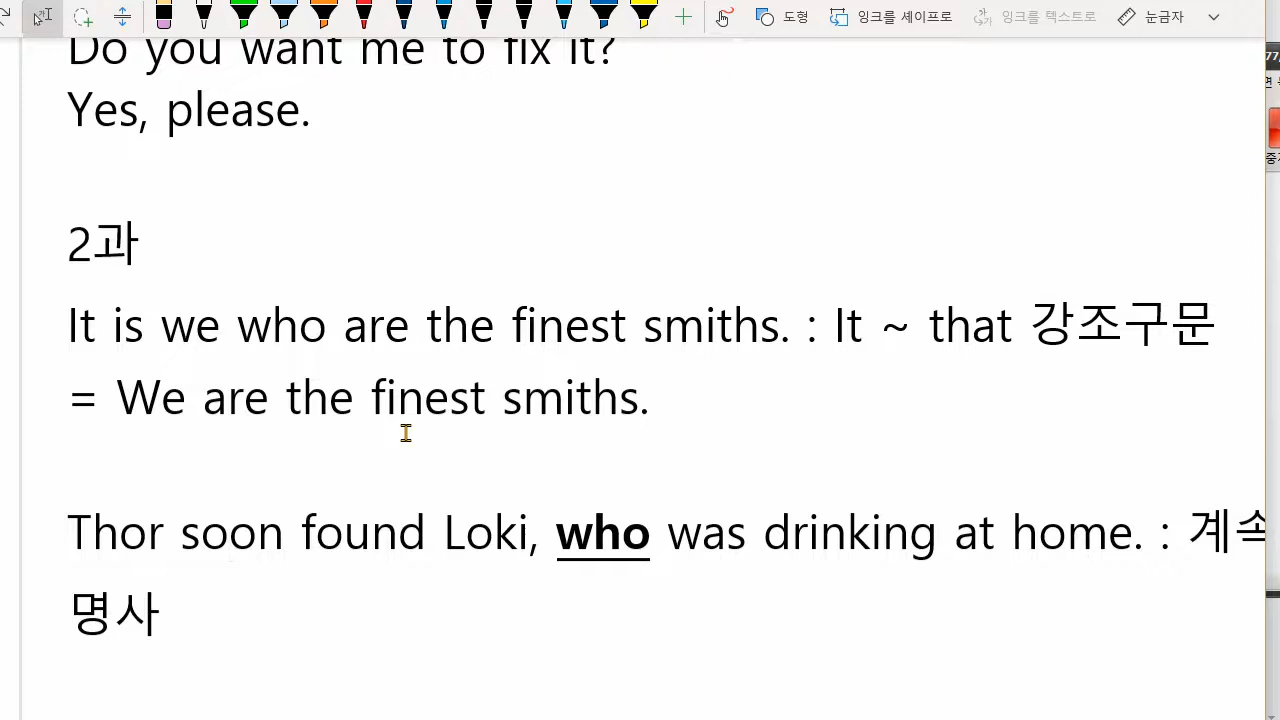 도형
잉크를 셰이프로
잉크를 텍스트로
눈금자
Do you want me to fix it?
Yes, please.
2과
It is we who are the finest smiths. : It ~ that 강조구문
= We are the finest smiths.
Thor soon found Loki, who was drinking at home. : 계속
명사